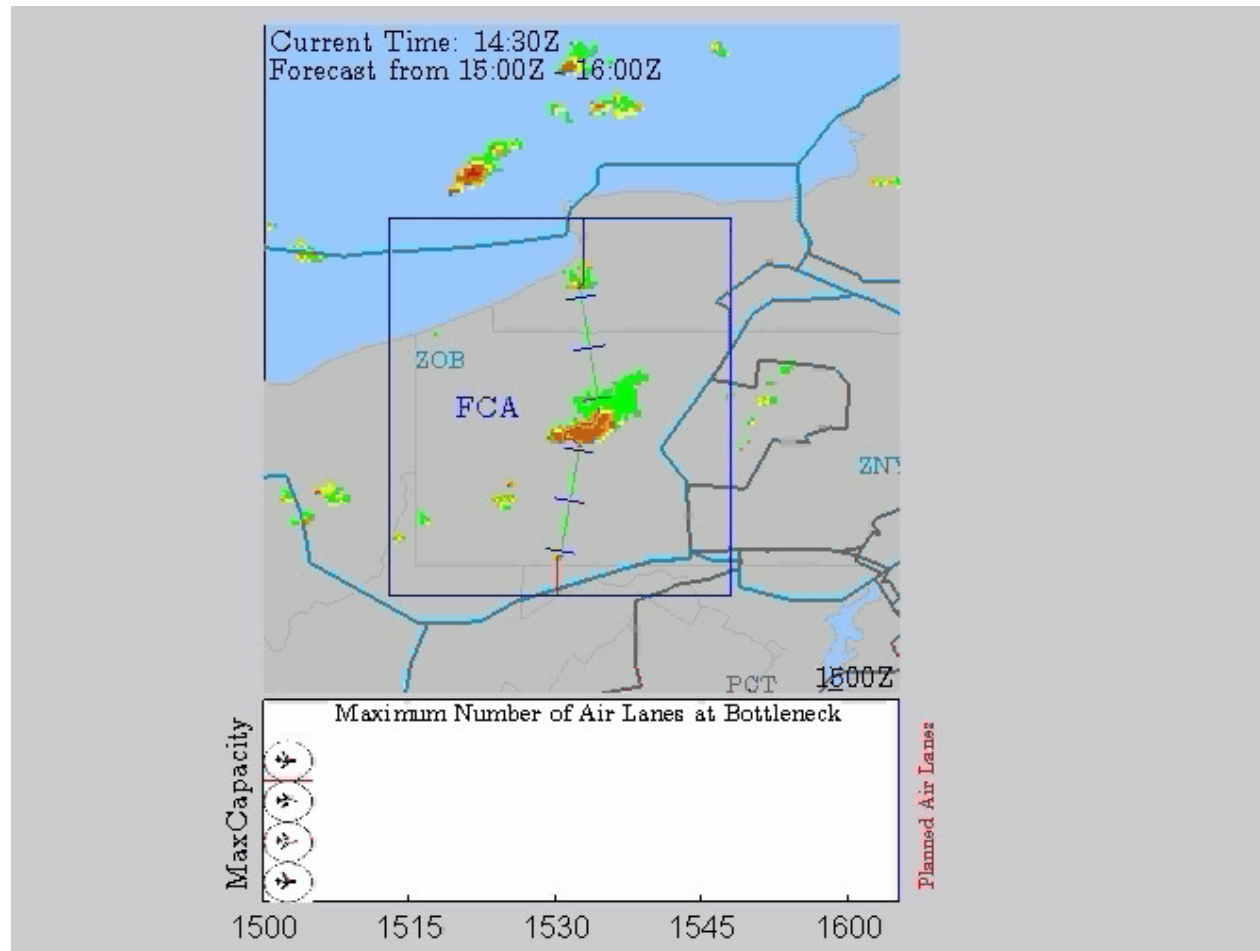 Current Time: 14:30Z
Forecast from 15:00Z - 16:00Z
ZOB
FCA
ZNY
PCT
1500Z
Maximum Number of Air Lanes at Bottleneck
MaxCapacity
Planned Air Lanes
1500 1515 1530 1545 1600